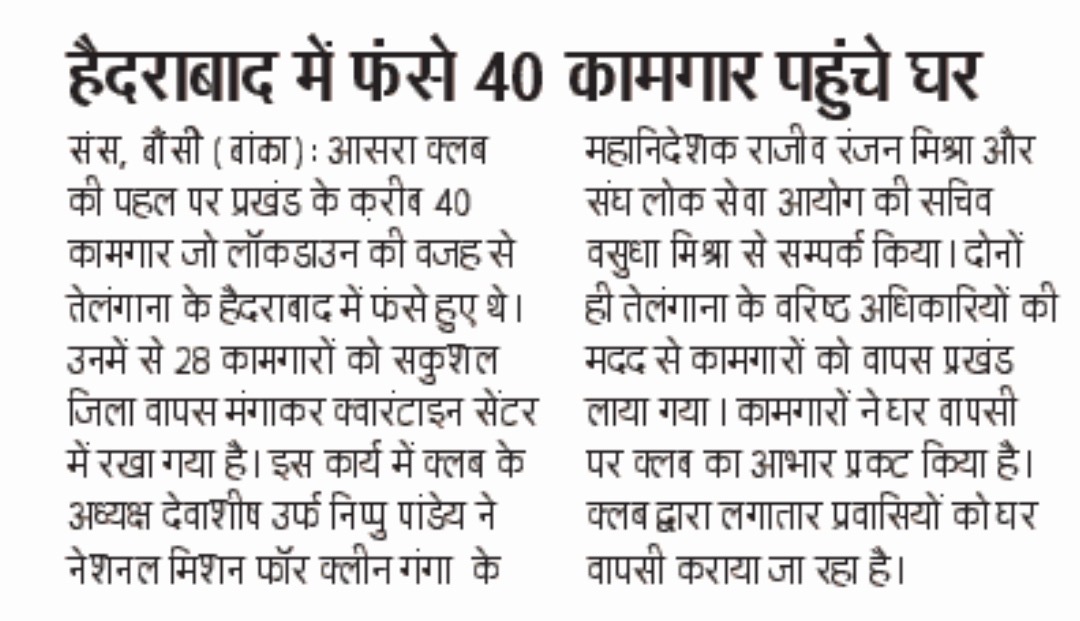 हैदराबाद में फंसे 40 कामगार पहुंचे घर
संस, बौंसी (बांका) : आसरा क्लब
की पहल पर प्रखंड के क़रीब 40
कामगार जो लॉकडाउन की वजह से
तेलंगाना के हैदराबाद में फंसे हुए थे।
उनमें से 28 कामगारों को सकुशल
जिला वापस मंगाकर क्वारंटाइन सेंटर
में रखा गया है। इस कार्य में क्लब के
अध्यक्ष देवाशीष उर्फ निप्पु पांडेय ने
नेशनल मिशन फॉर क्लीन गंगा के
महानिदेशक राजीव रंजन मिश्रा और
संघ लोक सेवा आयोग की सचिव
वसुधा मिश्रा से सम्पर्क किया। दोनों
ही तेलंगाना के वरिष्ठ अधिकारियों की
मदद से कामगारों को वापस प्रखंड
लाया गया । कामगारों ने घर वापसी
पर क्लब का आभार प्रकट किया है।
क्लब द्वारा लगातार प्रवासियों को घर
वापसी कराया जा रहा है।